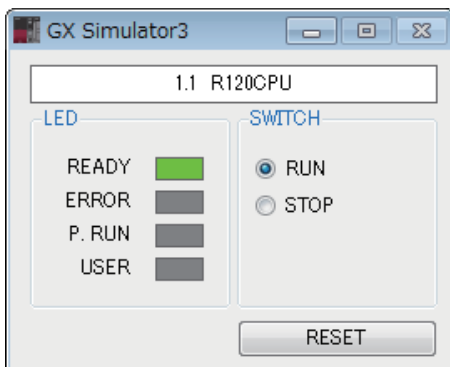 GX Simulator3
1.1 R120CPU
LED
READY
ERROR
P. RUN
USER
SWITCH
RUN
STOP
RESET